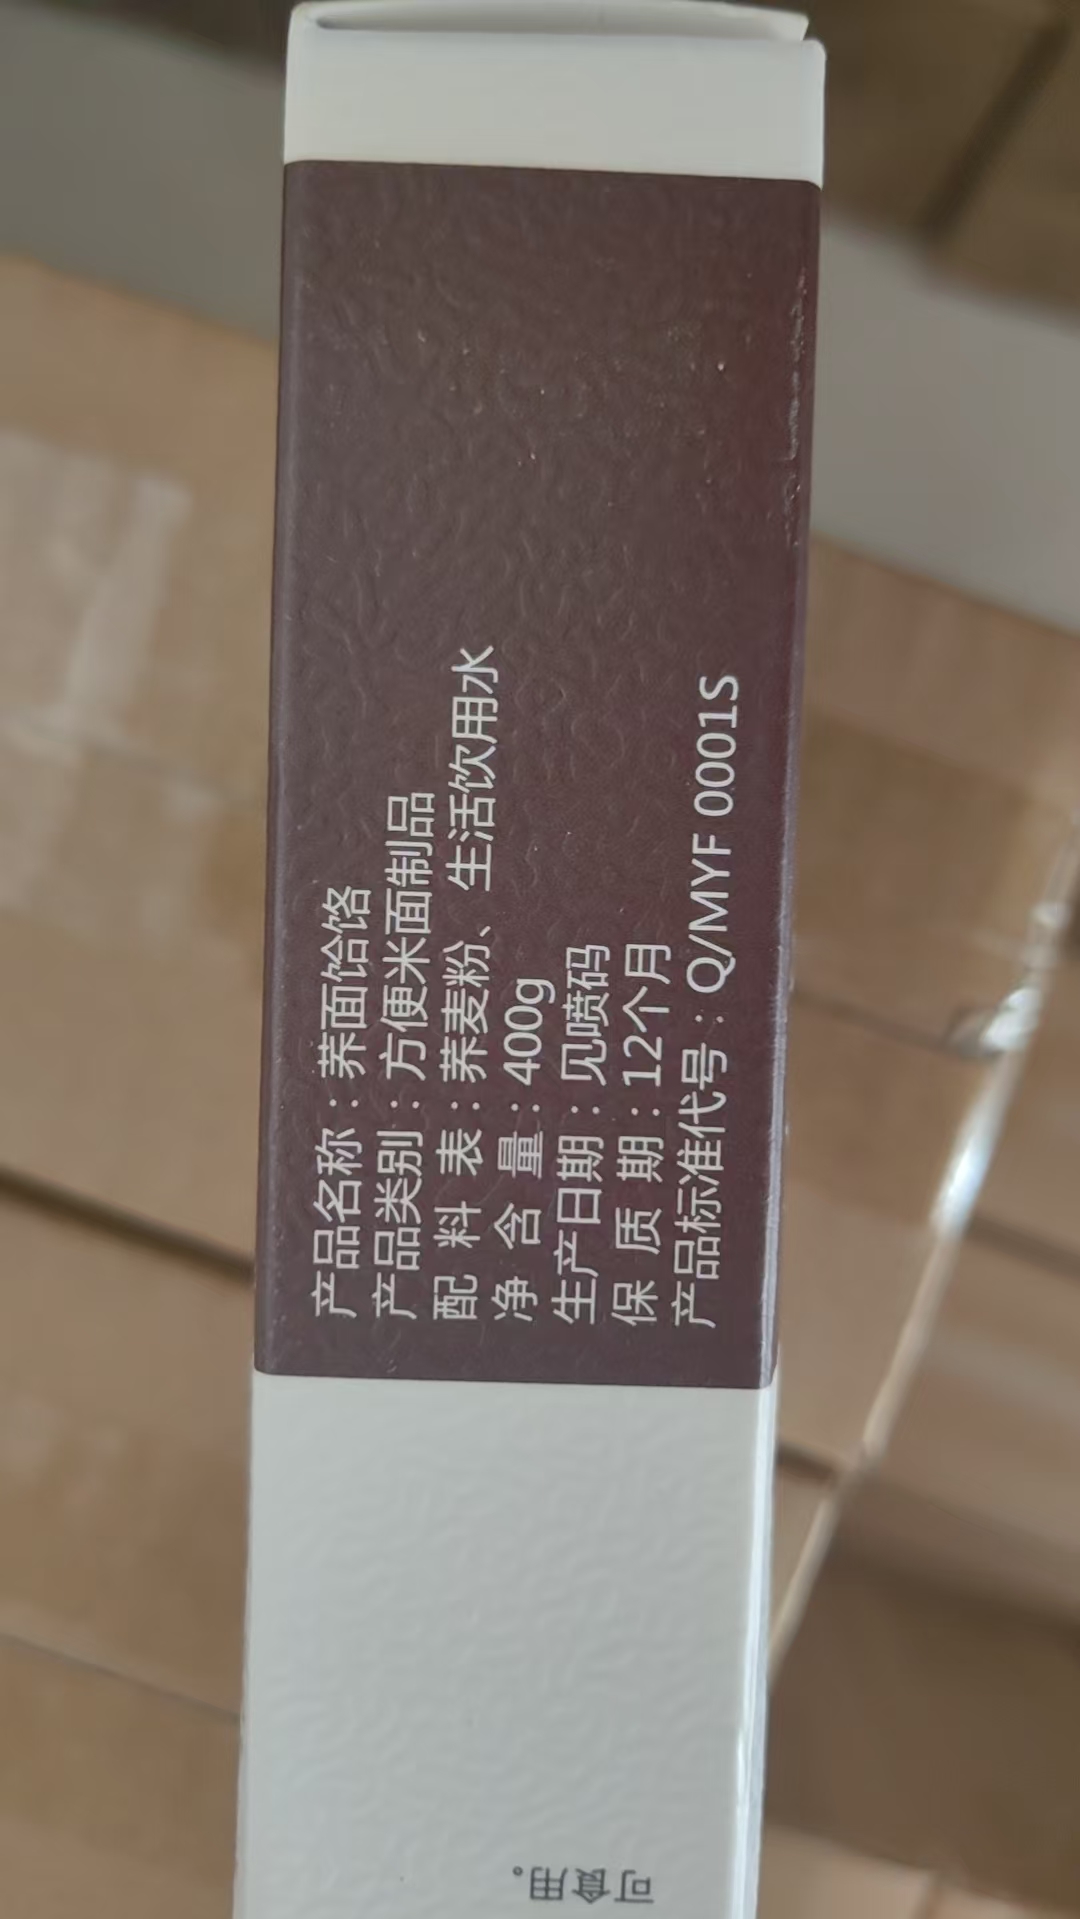 产品名称：荞面饸饹
产品类别：方便米面制品
配 料 表：荞麦粉、生活饮用水
净 含 量：400g
生产日期：见喷码
保 质 期：12个月
产品标准代号：Q/MYF 0001S
可食用。